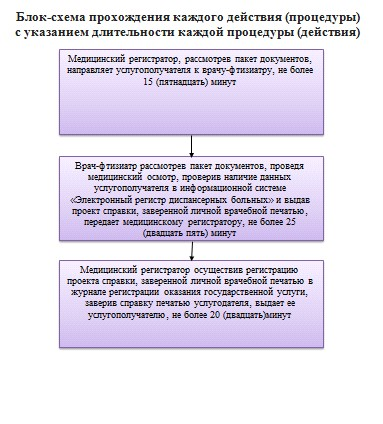 Блок-схема прохождения каждого действия (процедуры)
с указанием длительности каждой процедуры (действия)
Медицинский регистратор, рассмотрев пакет документов,
направляет услугополучателя к врачу-фтизиатру, не более
15 (пятнадцать) минут
Врач-фтизиатр рассмотрев пакет документов, проведя
медицинский осмотр, проверив наличие данных
услугополучателя в информационной системе
«Электронный регистр диспансерных больных» и выдав
проект справки, заверенной личной врачебной печатью,
передает медицинскому регистратору, не более 25
(двадцать пять) минут
Медицинский регистратор осуществив регистрацию
проекта справки, заверенной личной врачебной печатью в
журнале регистрации оказания государственной услуги,
заверив справку печатью услугодателя, выдает ее
услугополучателю, не более 20 (двадцать)минут